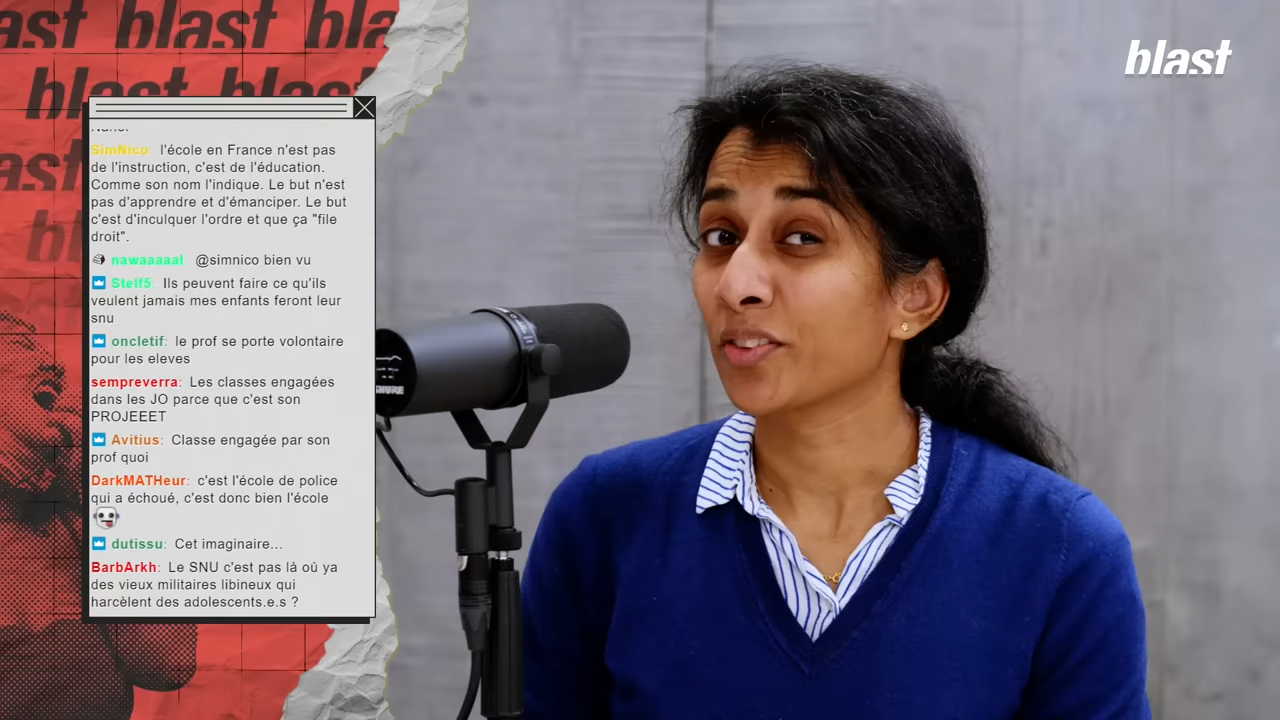 ast blast bla
blast blast
ast
bl
blast
SimNico: l'école en France n'est pas
de l'instruction, c'est de l'éducation.
Comme son nom l'indique. Le but n'est
pas d'apprendre et d'émanciper. Le but
c'est d'inculquer l'ordre et que ça "file
droit".
nawaaaaal @simnico bien vu
Steif5: Ils peuvent faire ce qu'ils
veulent jamais mes enfants feront leur
snu
oncletif: le prof se porte volontaire
pour les eleves
sempreverra: Les classes engagées
dans les JO parce que c'est son
PROJEEET
Avitius: Classe engagée par son
prof quoi
DarkMATHeur: c'est l'école de police
qui a échoué, c'est donc bien l'école
dutissu: Cet imaginaire...
BarbArkh: Le SNU c'est pas là où ya
des vieux militaires libineux qui
harcèlent des adolescents.e.s ?
SHURE